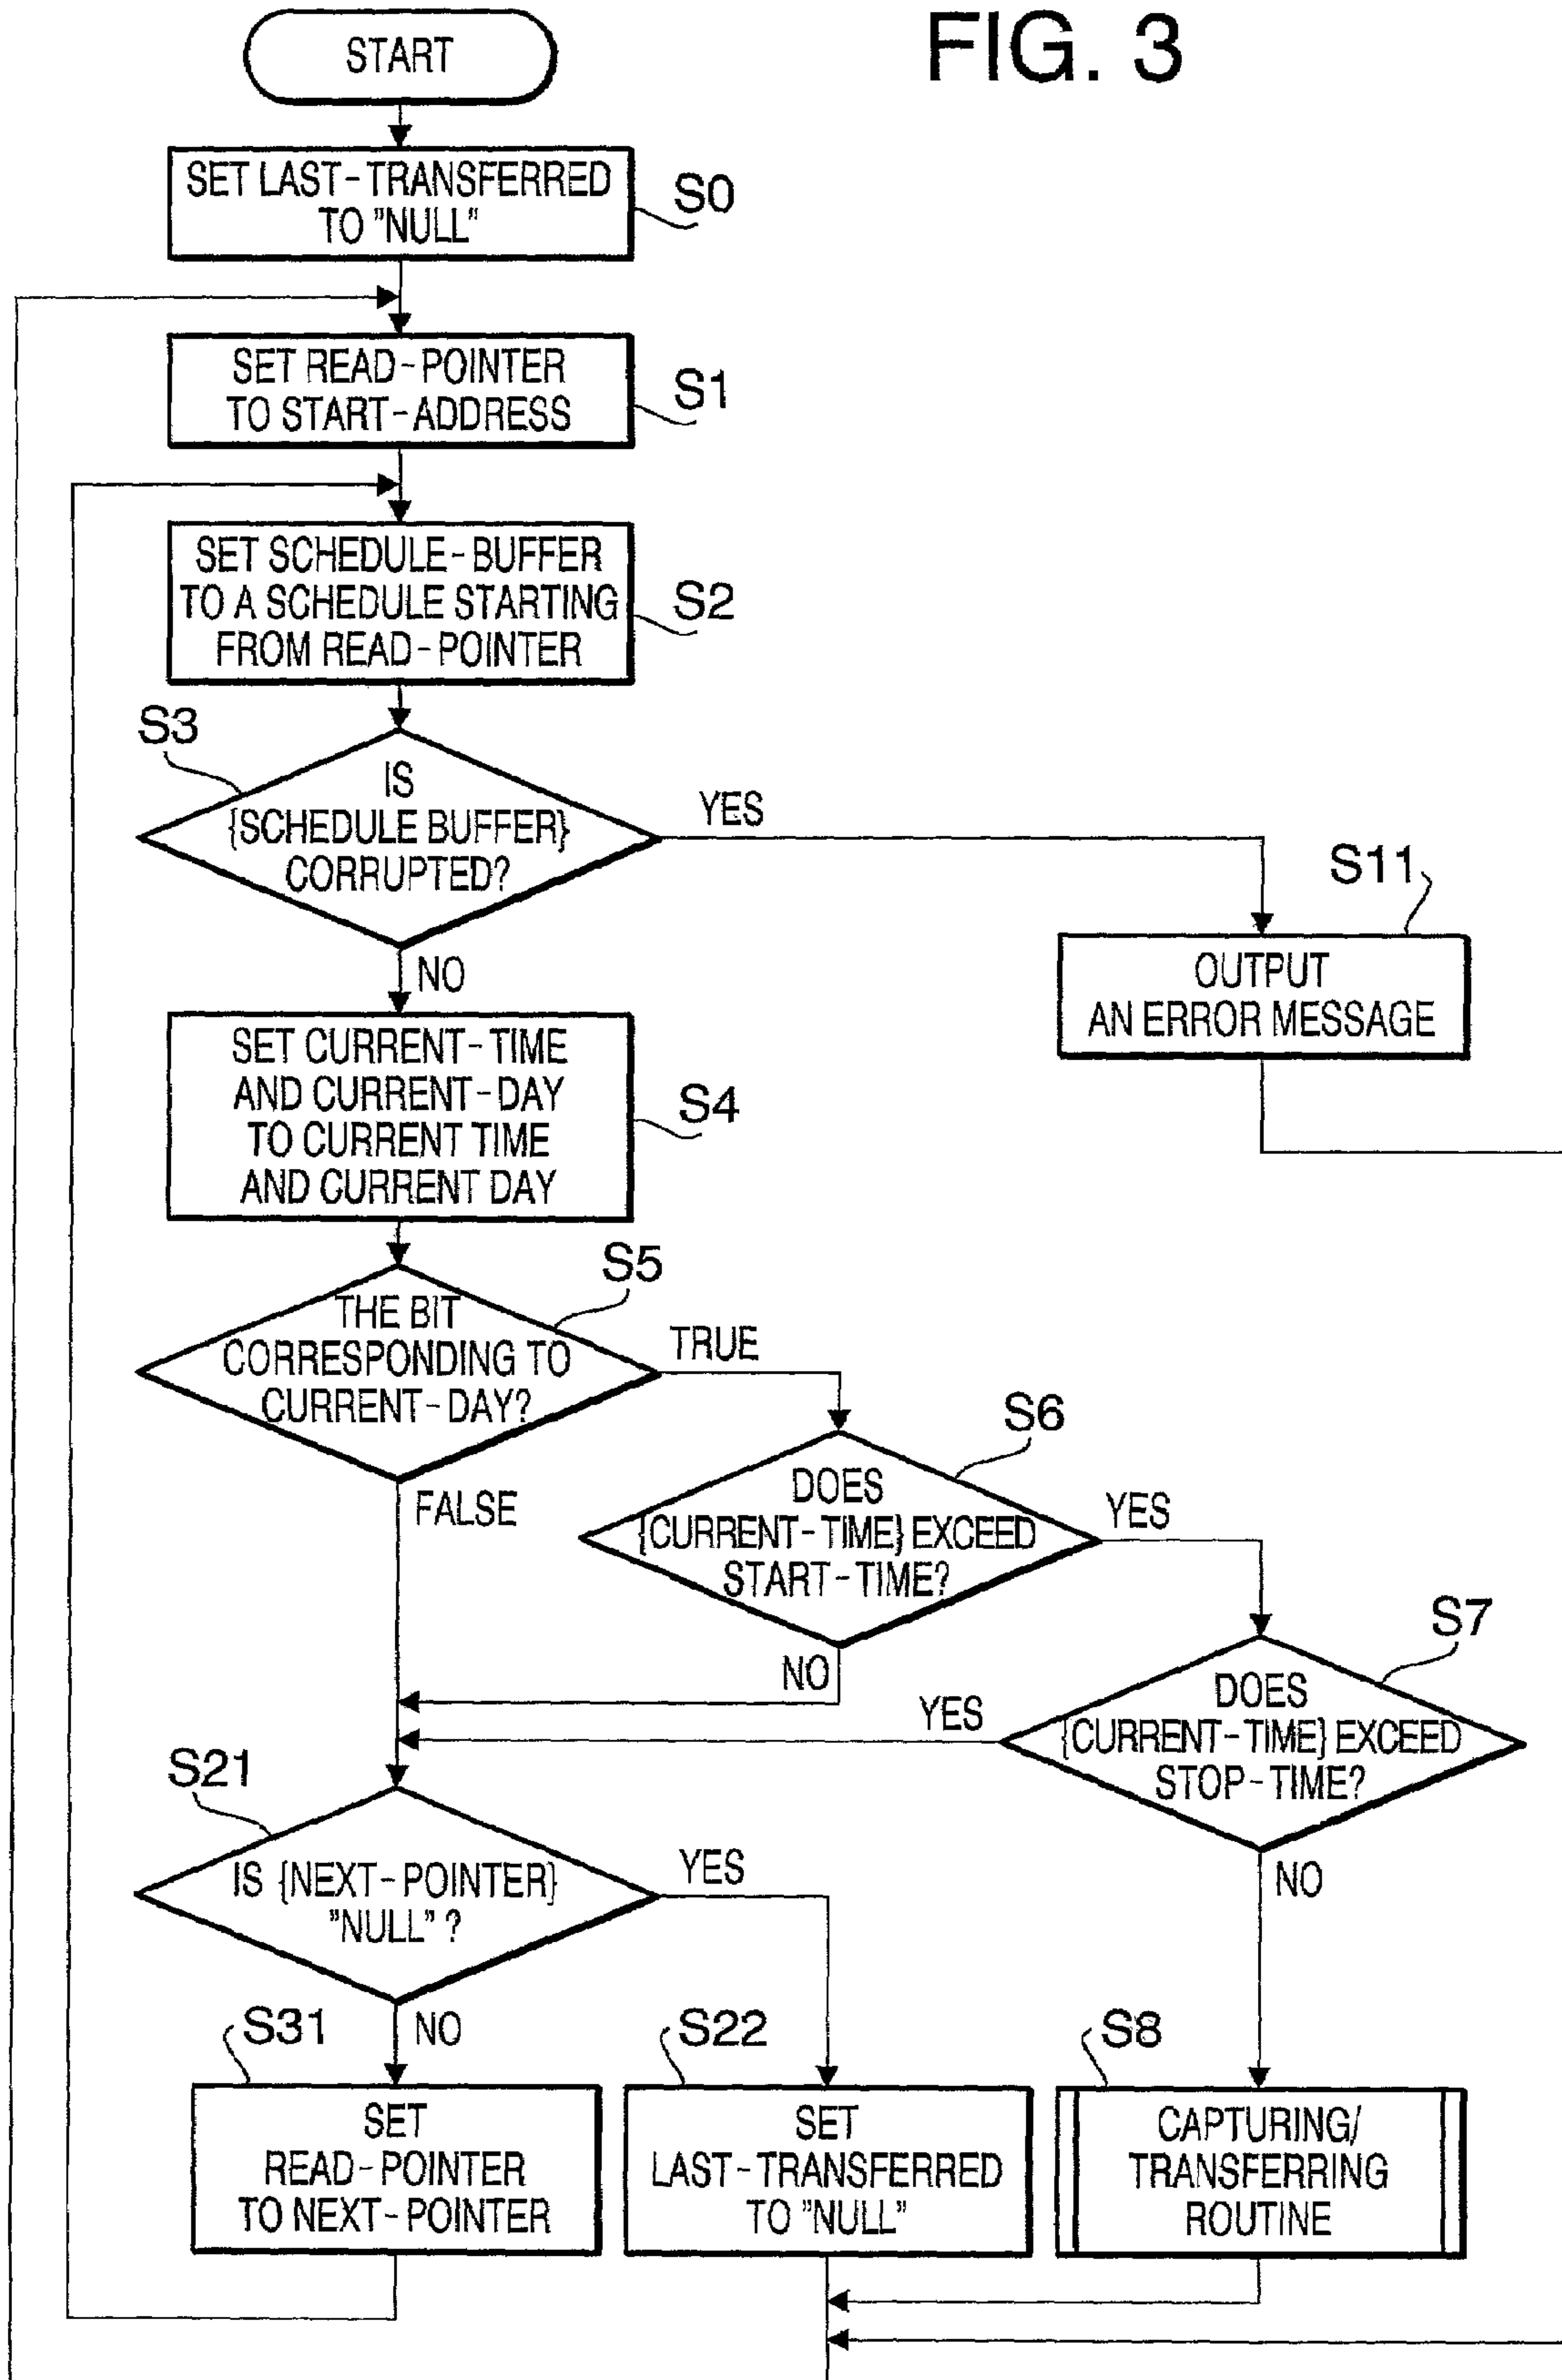 FIG. 3
START
SET LAST-TRANSFERRED
TO "NULL"
S0
SET READ-POINTER
TO START-ADDRESS
S1
SET SCHEDULE-BUFFER
TO A SCHEDULE STARTING
FROM READ-POINTER
S2
S3
IS
{SCHEDULE BUFFER}
CORRUPTED?
YES
NO
S11
OUTPUT
AN ERROR MESSAGE
SET CURRENT-TIME
AND CURRENT-DAY
TO CURRENT TIME
AND CURRENT DAY
S4
S5
THE BIT
CORRESPONDING TO
CURRENT-DAY?
TRUE
FALSE
S6
DOES
{CURRENT-TIME} EXCEED
START-TIME?
YES
NO
S7
DOES
{CURRENT-TIME} EXCEED
STOP-TIME?
YES
NO
S21
IS {NEXT-POINTER}
"NULL" ?
YES
NO
S31
SET
READ-POINTER
TO NEXT-POINTER
S22
SET
LAST-TRANSFERRED
TO "NULL"
S8
CAPTURING/
TRANSFERRING
ROUTINE